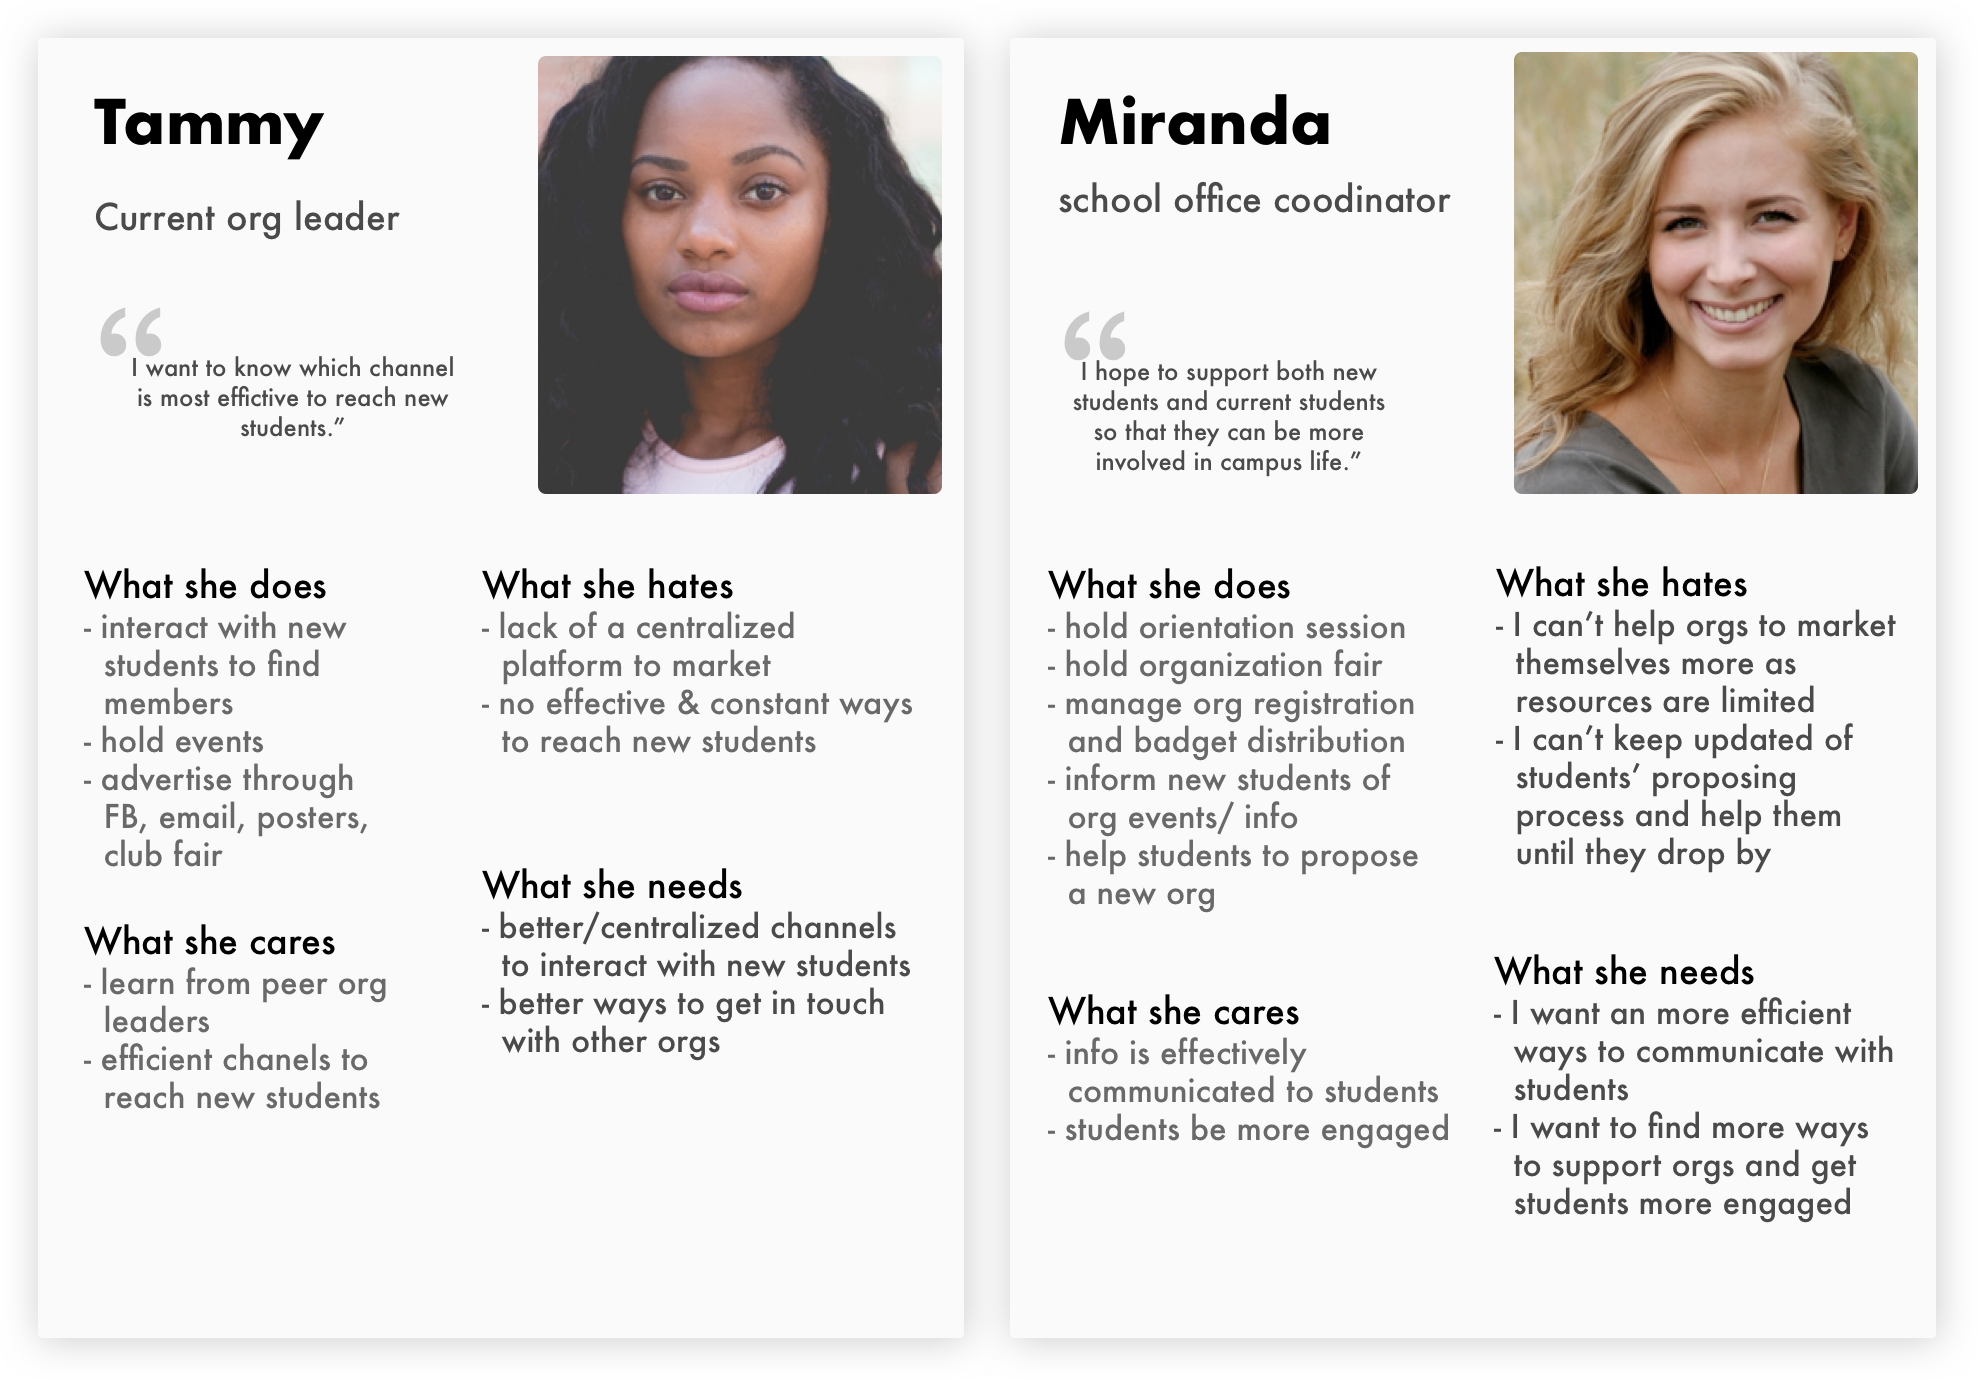 Tammy
Current org leader
“
I want to know which channel
is most effictive to reach new
students.”
What she does
- interact with new
students to find
members
- hold events
- advertise through
FB, email, posters,
club fair
What she cares
- learn from peer org
leaders
- efficient chanels to
reach new students
What she hates
- lack of a centralized
platform to market
- no effective & constant ways
to reach new students
What she needs
- better/centralized channels
to interact with new students
- better ways to get in touch
with other orgs
Miranda
school office coodinator
“
I hope to support both new
students and current students
so that they can be more
involved in campus life.”
What she does
- hold orientation session
- hold organization fair
- manage org registration
and badget distribution
- inform new students of
org events/ info
- help students to propose
a new org
What she cares
- info is effectively
communicated to students
- students be more engaged
What she hates
- I can’t help orgs to market
themselves more as
resources are limited
- I can’t keep updated of
students’ proposing
process and help them
until they drop by
What she needs
- I want an more efficient
ways to communicate with
students
- I want to find more ways
to support orgs and get
students more engaged